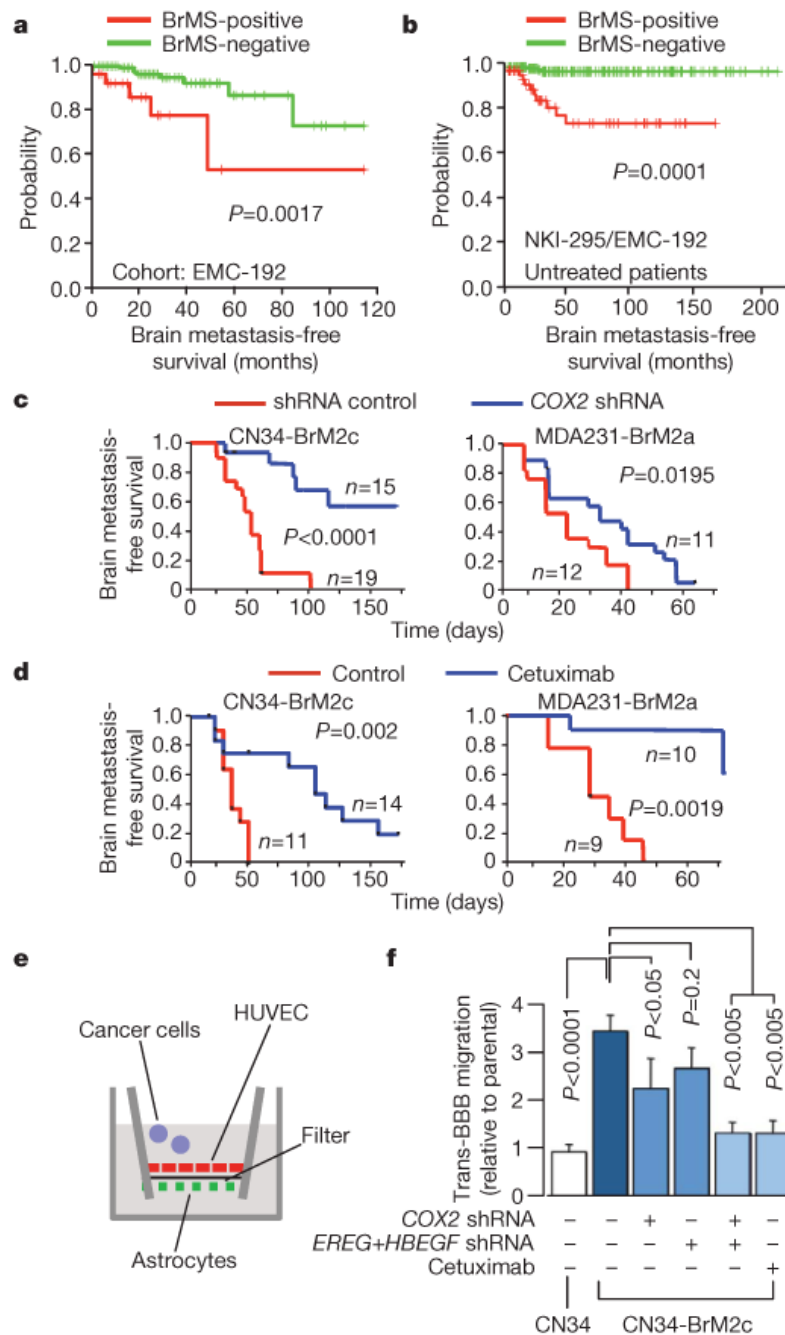 a
BrMS-positive
BrMS-negative
Probability
1.0
0.8
0.6
0.4
0.2
0.0
P=0.0017
Cohort: EMC-192
0 20 40 60 80 100 120
Brain metastasis-free
survival (months)
b
BrMS-positive
BrMS-negative
Probability
1.0
0.8
0.6
0.4
0.2
0.0
P=0.0001
NKI-295/EMC-192
Untreated patients
0 50 100 150 200
Brain metastasis-free
survival (months)
c
shRNA control COX2 shRNA
CN34-BrM2c
Brain metastasis-
free survival
1.0
0.8
0.6
0.4
0.2
0
n=15
P<0.0001
n=19
0 50 100 150
MDA231-BrM2a
1.0
0.8
0.6
0.4
0.2
0
P=0.0195
n=11
n=12
0 20 40 60
Time (days)
d
Control Cetuximab
CN34-BrM2c
Brain metastasis-
free survival
1.0
0.8
0.6
0.4
0.2
0
P=0.002
n=14
n=11
0 50 100 150
MDA231-BrM2a
1.0
0.8
0.6
0.4
0.2
0
n=10
P=0.0019
n=9
0 20 40 60
Time (days)
e
HUVEC
Cancer cells
Filter
Astrocytes
f
Trans-BBB migration
(relative to parental)
4
3
2
1
0
P<0.0001
P<0.05
P=0.2
P<0.005
P<0.005
COX2 shRNA – – + – + –
EREG+HBEGF shRNA – – – + + –
Cetuximab – – – – – +
CN34 CN34-BrM2c